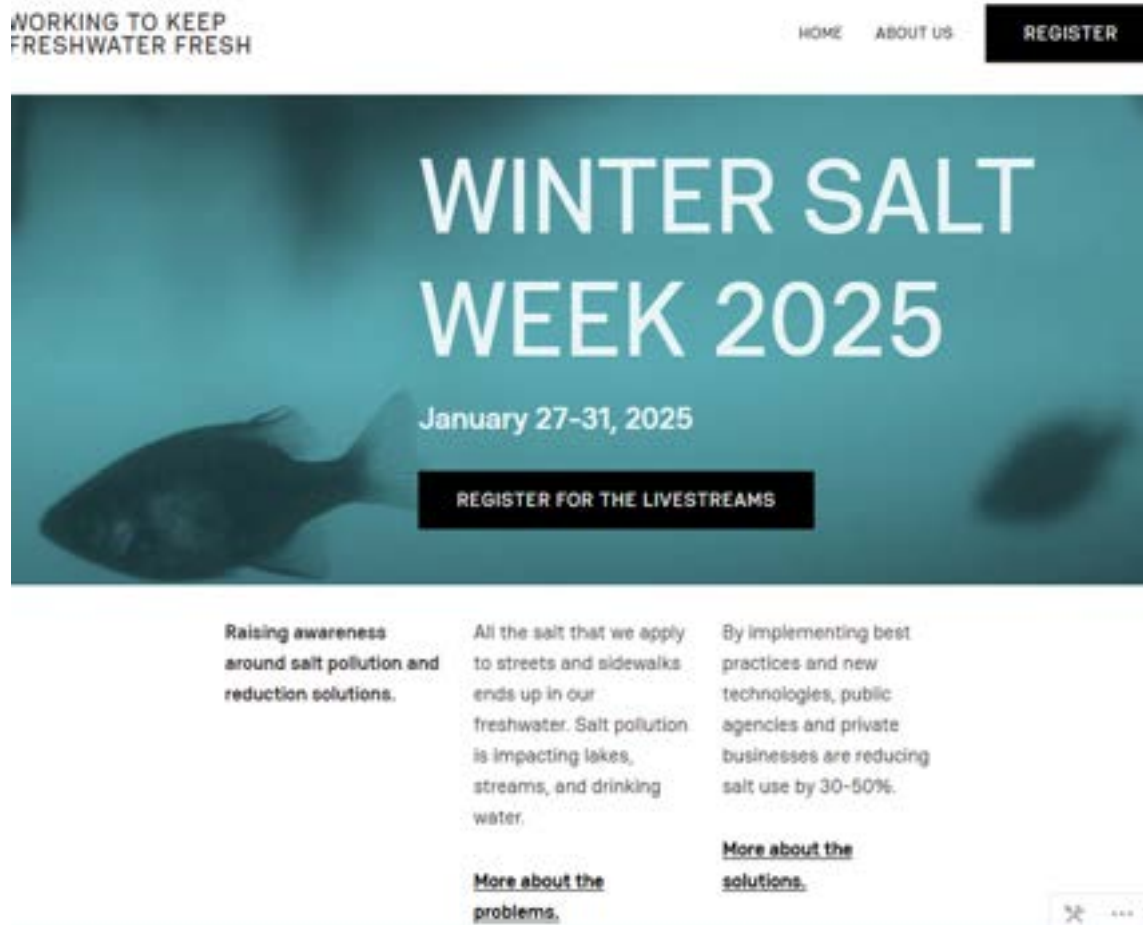 WORKING TO KEEP
FRESHWATER FRESH
HOME
ABOUT US
REGISTER
WINTER SALT
WEEK 2025
January 27-31, 2025
REGISTER FOR THE LIVESTREAMS
Raising awareness
around salt pollution and
reduction solutions.
All the salt that we apply
to streets and sidewalks
ends up in our
freshwater. Salt pollution
is impacting lakes,
streams, and drinking
water.
More about the
problems.
By implementing best
practices and new
technologies, public
agencies and private
businesses are reducing
salt use by 30-50%.
More about the
solutions.